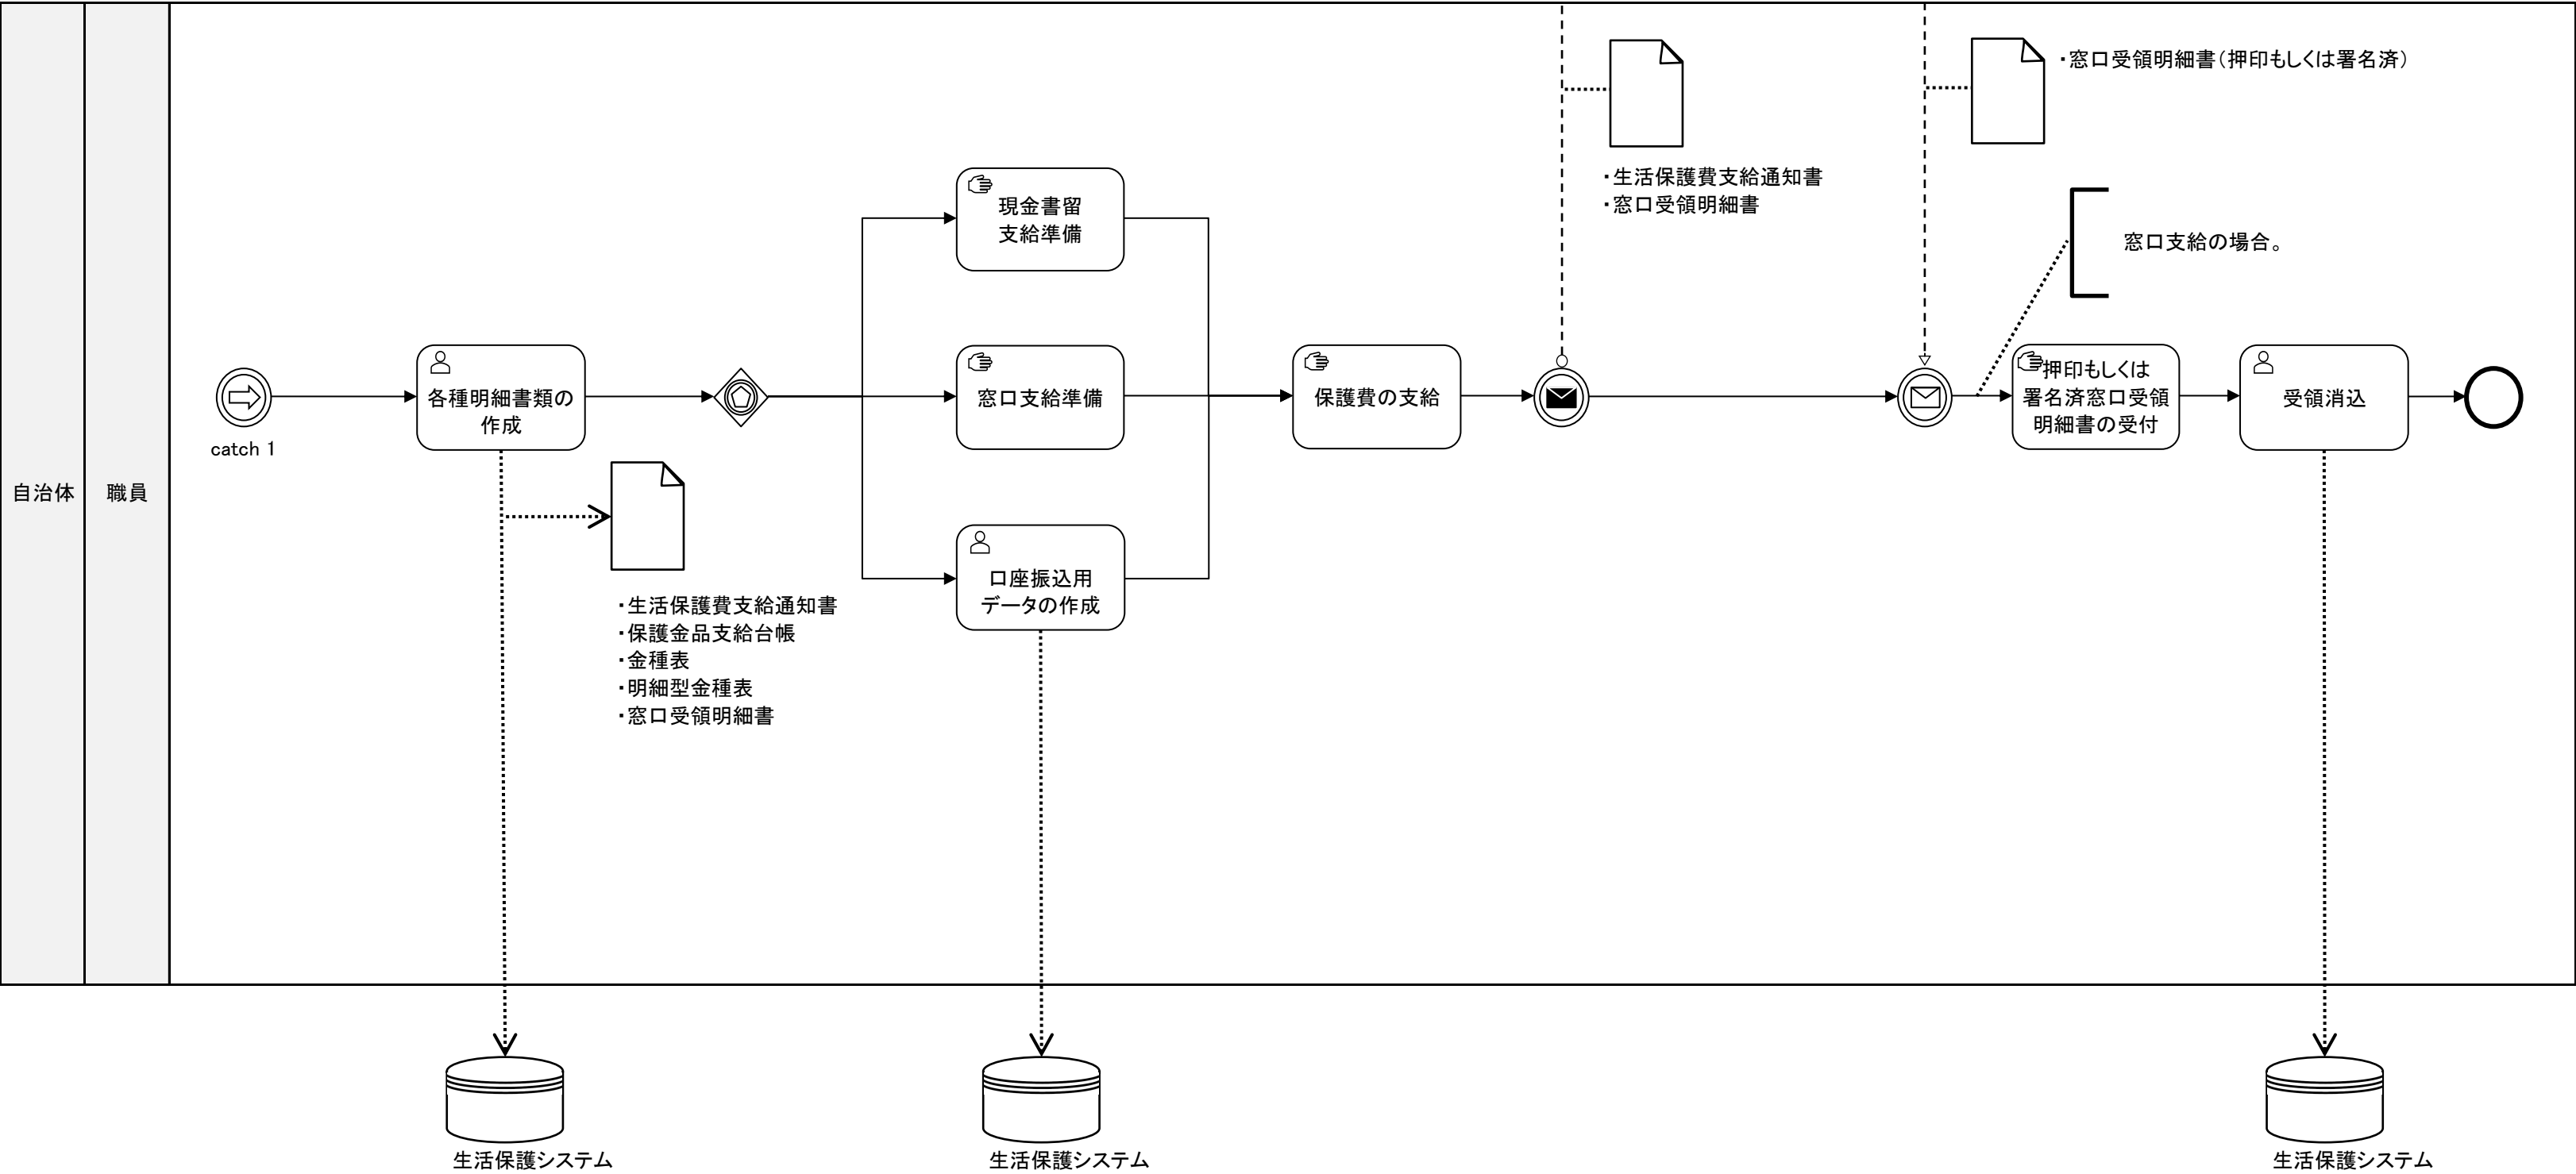 自治体
職員
catch 1
各種明細書類の
作成
・生活保護費支給通知書
・保護金品支給台帳
・金種表
・明細型金種表
・窓口受領明細書
現金書留
支給準備
窓口支給準備
口座振込用
データの作成
保護費の支給
・生活保護費支給通知書
・窓口受領明細書
・窓口受領明細書（押印もしくは署名済）
窓口支給の場合。
押印もしくは
署名済窓口受領
明細書の受付
受領消込
生活保護システム
生活保護システム
生活保護システム